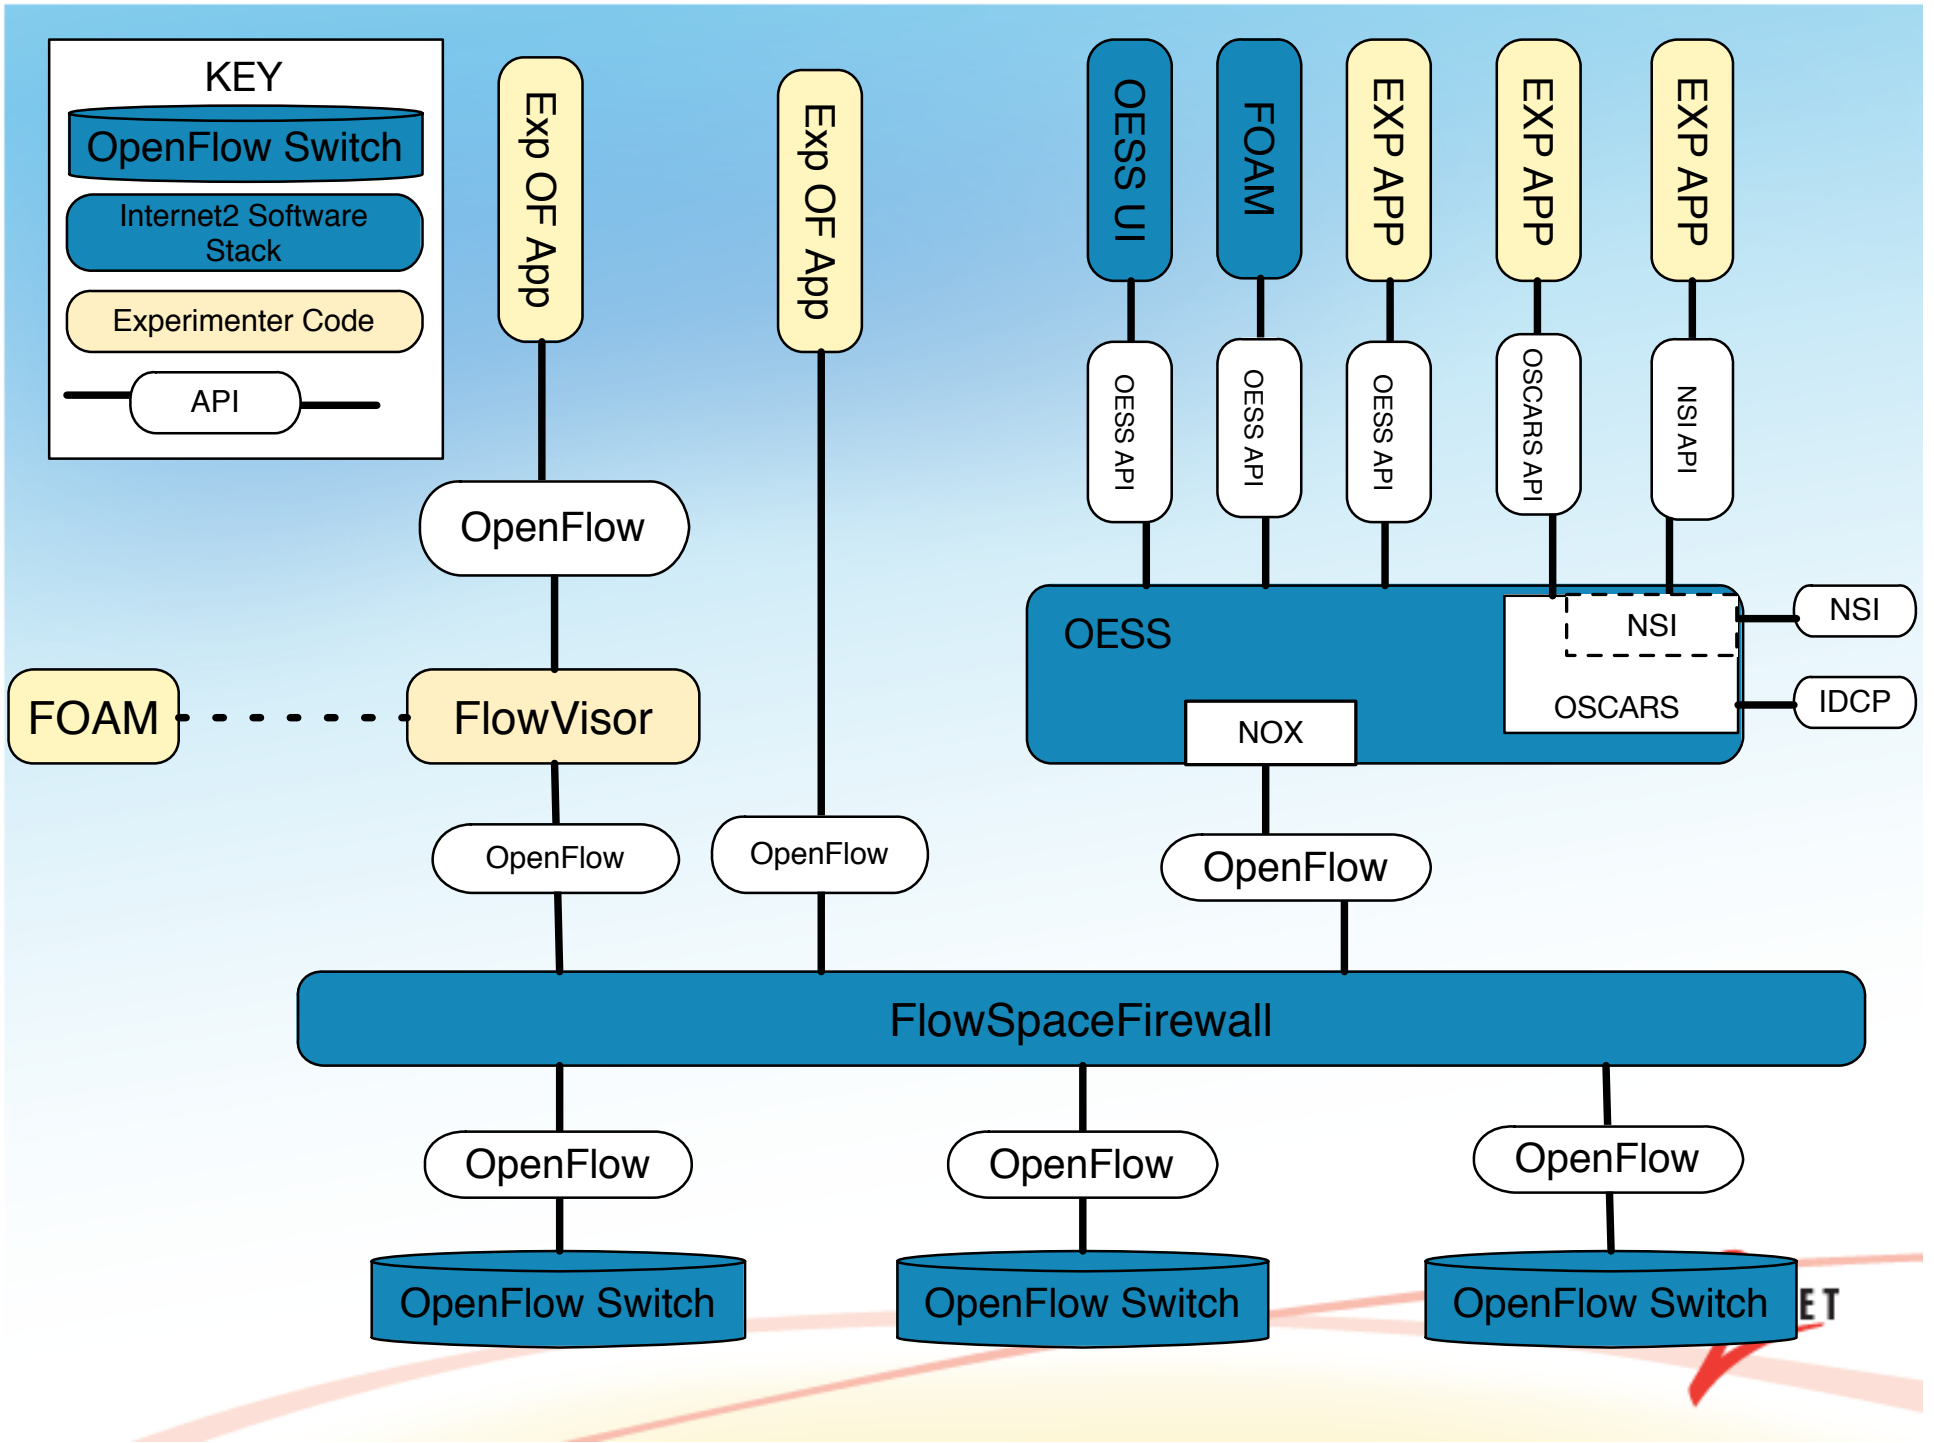 KEY
OpenFlow Switch
Internet2 Software
Stack
Experimenter Code
API
Exp OF App
Exp OF App
OESS UI
FOAM
EXP APP
EXP APP
EXP APP
OESS API
OESS API
OESS API
OSCARS API
NSI API
OpenFlow
OESS
NSI
NSI
OSCARS
IDCP
NOX
FOAM
FlowVisor
OpenFlow
OpenFlow
OpenFlow
FlowSpaceFirewall
OpenFlow
OpenFlow
OpenFlow
OpenFlow Switch
OpenFlow Switch
OpenFlow Switch
ET